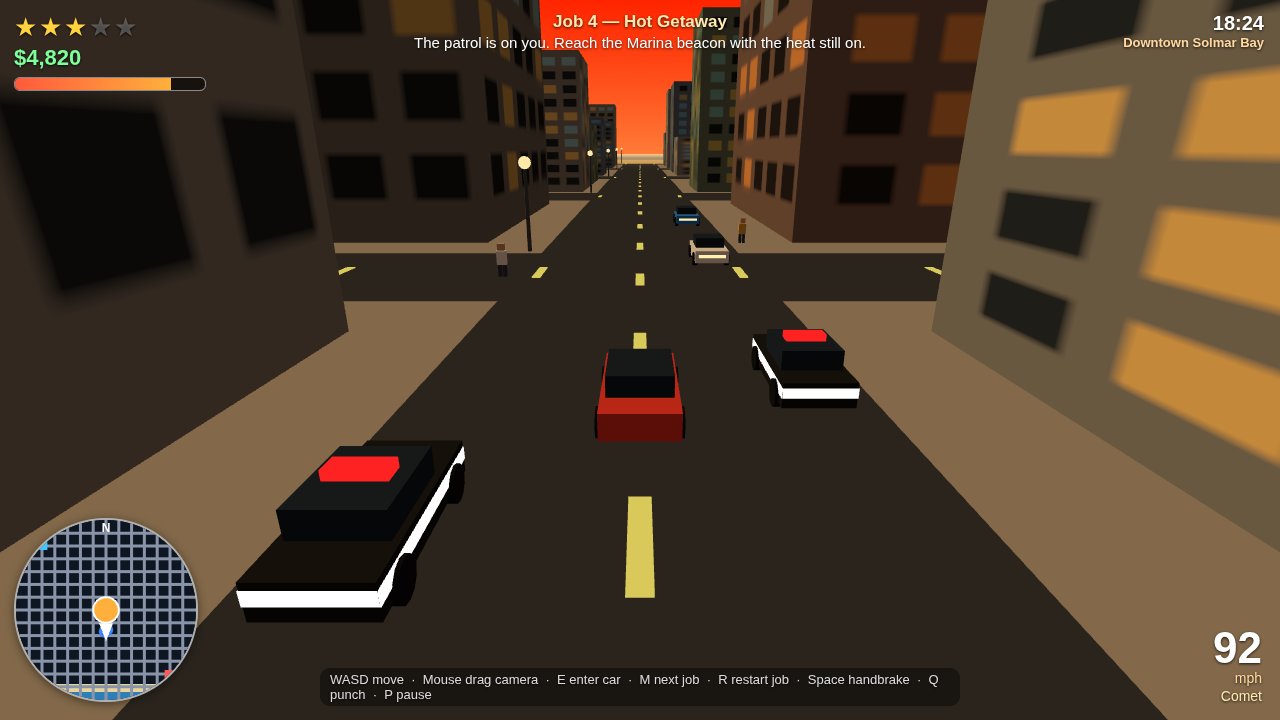 Job 4 — Hot Getaway
The patrol is on you. Reach the Marina beacon with the heat still on.
$4,820
18:24
Downtown Solmar Bay
N
92
mph
Comet
WASD move · Mouse drag camera · E enter car · M next job · R restart job · Space handbrake · Q
punch · P pause